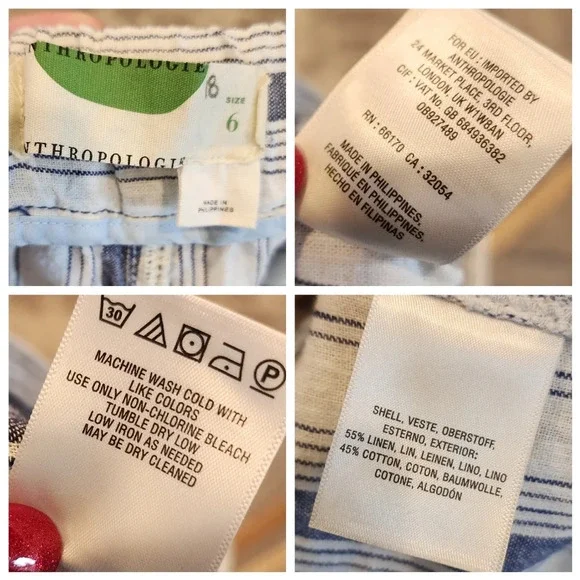 ANTHROPOLOGIE
18
SIZE
6
ANTHROPOLOGIE
MADE IN
PHILIPPINES
FOR EU : IMPORTED BY
ANTHROPOLOGIE
24 MARKET PLACE, 3RD FLOOR,
LONDON, UK W1W8AN
CIF : VAT No. GB 684936382
08927489
RN : 66170 CA : 32054
MADE IN PHILIPPINES,
FABRIQUÉ EN PHILIPPINES,
HECHO EN FILIPINAS
30
P
MACHINE WASH COLD WITH
LIKE COLORS
USE ONLY NON-CHLORINE BLEACH
TUMBLE DRY LOW
LOW IRON AS NEEDED
MAY BE DRY CLEANED
SHELL, VESTE, OBERSTOFF,
ESTERNO, EXTERIOR:
55% LINEN, LIN, LEINEN, LINO, LINO
45% COTTON, COTON, BAUMWOLLE,
COTONE, ALGODÓN